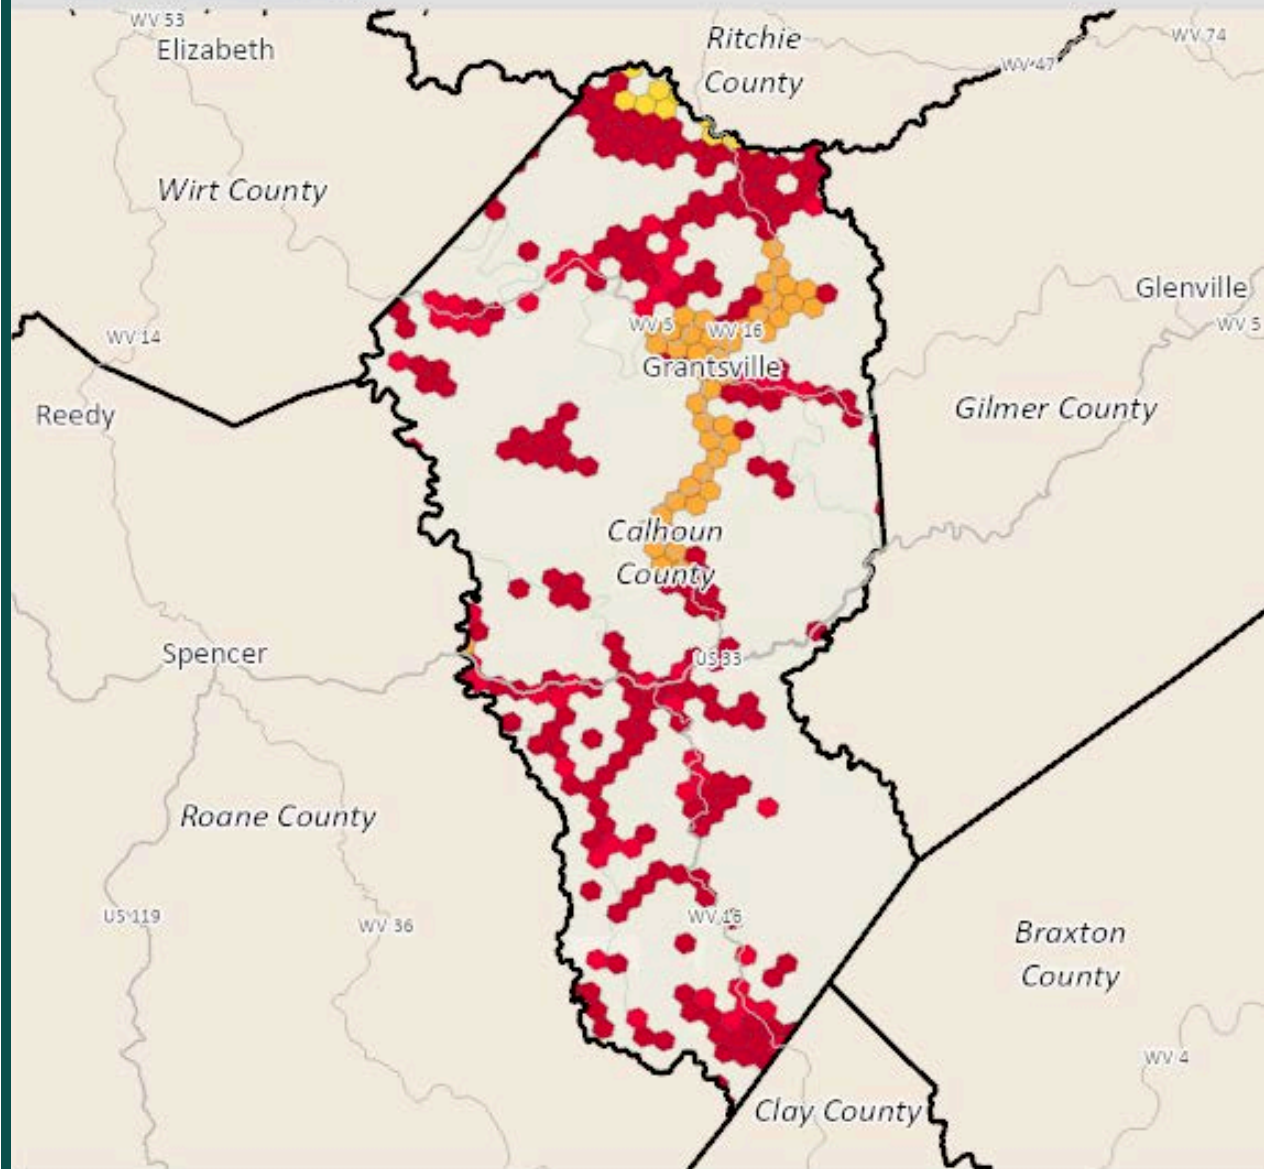 WV 53
Elizabeth
Ritchie
County
WV 74
WV 47
Wirt County
Glenville
WV 5
WV 14
WV 5
WV 16
Grantsville
Reedy
Gilmer County
Calhoun
County
Spencer
US 33
Roane County
US 119
WV 36
WV 16
Braxton
County
WV 4
Clay County